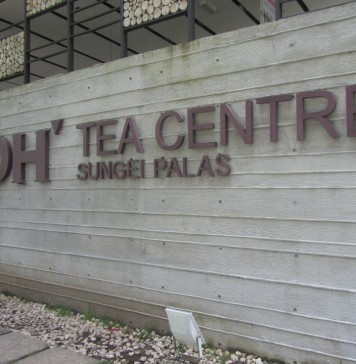 OH' TEA CENTRE
SUNGEI PALAS